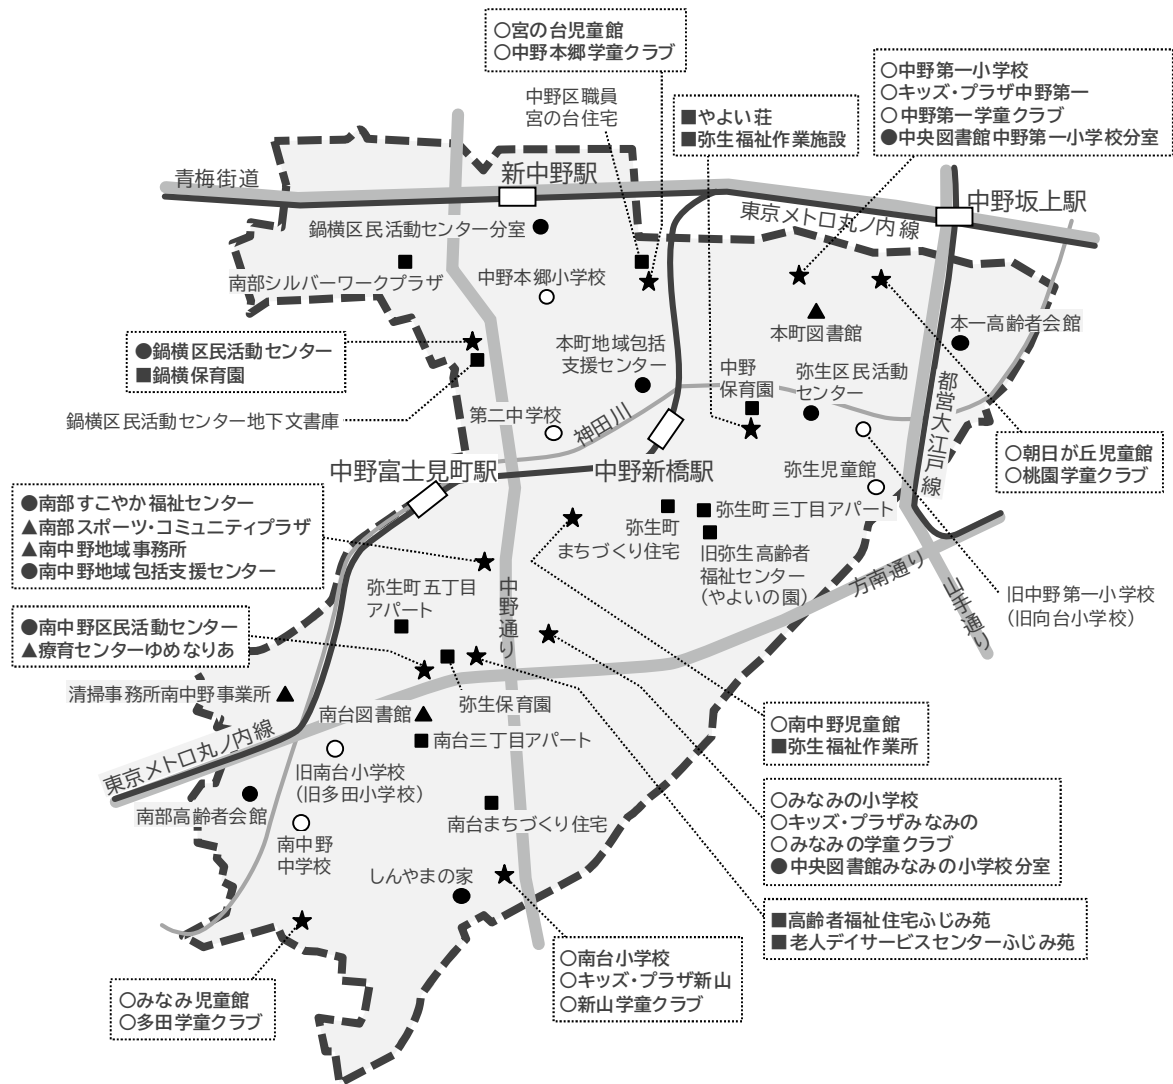 ○宮の台児童館
○中野本郷学童クラブ
○中野第一小学校
○キッズ・プラザ中野第一
○中野第一学童クラブ
●中央図書館中野第一小学校分室
中野区職員
宮の台住宅
■やよい荘
■弥生福祉作業施設
青梅街道
新中野駅
中野坂上駅
東京メトロ丸ノ内線
鍋横区民活動センター分室
南部シルバーワークプラザ
中野本郷小学校
本町図書館
本一高齢者会館
●鍋横区民活動センター
■鍋横保育園
本町地域包括
支援センター
中野
保育園
弥生区民活動
センター
都営大江戸線
鍋横区民活動センター地下文書庫
第二中学校
神田川
○朝日が丘児童館
○桃園学童クラブ
中野富士見町駅
中野新橋駅
弥生児童館
●南部すこやか福祉センター
▲南部スポーツ・コミュニティプラザ
▲南中野地域事務所
●南中野地域包括支援センター
弥生町
まちづくり住宅
弥生町三丁目アパート
旧弥生高齢者
福祉センター
(やよいの園)
方南通り
山手通り
旧中野第一小学校
(旧向台小学校)
弥生町五丁目
アパート
中野通り
●南中野区民活動センター
▲療育センターゆめなりあ
清掃事務所南中野事業所
弥生保育園
南台図書館
南台三丁目アパート
○南中野児童館
■弥生福祉作業所
東京メトロ丸ノ内線
旧南台小学校
(旧多田小学校)
南部高齢者会館
南中野
中学校
南台まちづくり住宅
○みなみの小学校
○キッズ・プラザみなみの
○みなみの学童クラブ
●中央図書館みなみの小学校分室
しんやまの家
■高齢者福祉住宅ふじみ苑
■老人デイサービスセンターふじみ苑
○南台小学校
○キッズ・プラザ新山
○新山学童クラブ
○みなみ児童館
○多田学童クラブ